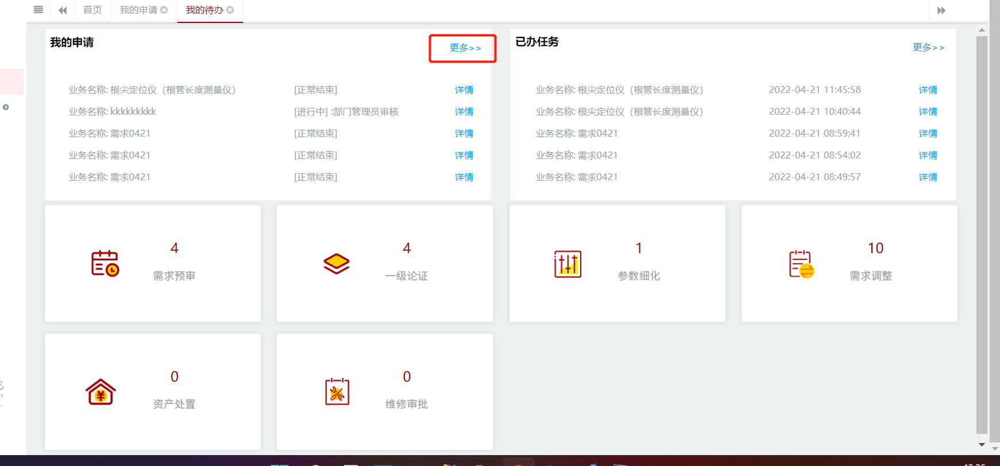 首页 我的申请 我的待办
我的申请 更多>>
业务名称: 根尖定位仪（根管长度测量仪） [正常结束] 详情
业务名称: kkkkkkkkk [进行中] :部门管理员审核 详情
业务名称: 需求0421 [正常结束] 详情
业务名称: 需求0421 [正常结束] 详情
业务名称: 需求0421 [正常结束] 详情
已办任务 更多>>
业务名称: 根尖定位仪（根管长度测量仪） 2022-04-21 11:45:58 详情
业务名称: 根尖定位仪（根管长度测量仪） 2022-04-21 10:40:44 详情
业务名称: 需求0421 2022-04-21 08:59:41 详情
业务名称: 需求0421 2022-04-21 08:54:02 详情
业务名称: 需求0421 2022-04-21 08:49:57 详情
4
需求预审
4
一级论证
1
参数细化
10
需求调整
0
资产处置
0
维修审批